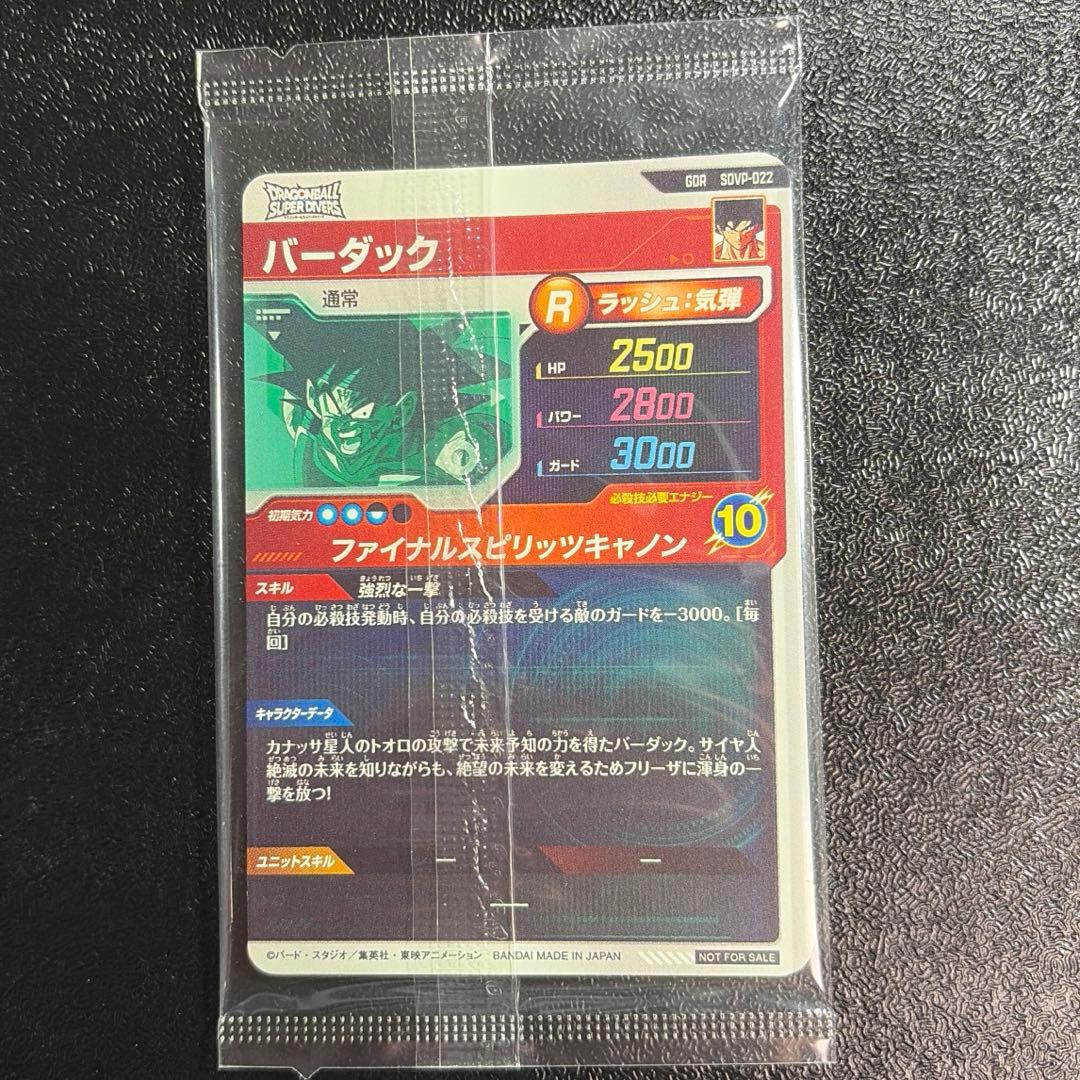 GDR SDVP-022
DRAGONBALL
SUPER DIVERS
バーダック
通常
R ラッシュ:気弾
HP 2500
パワー 2800
ガード 3000
必殺技必要エナジー
初期気力
10
ファイナルスピリッツキャノン
スキル 強烈な一撃
自分の必殺技発動時、自分の必殺技を受ける敵のガードを-3000。[毎
回]
キャラクターデータ
カナッサ星人のトオロの攻撃で未来予知の力を得たバーダック。サイヤ人
絶滅の未来を知りながらも、絶望の未来を変えるためフリーザに渾身の一
撃を放つ!
ユニットスキル ー ー
ー
©バード・スタジオ/集英社・東映アニメーション BANDAI MADE IN JAPAN NOT FOR SALE